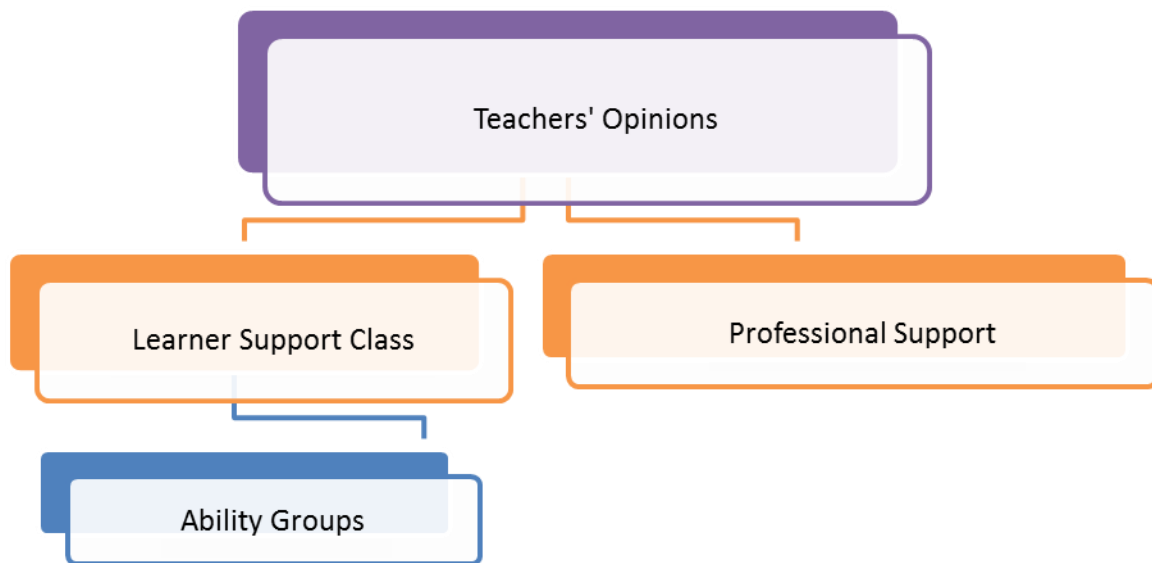 Teachers' Opinions
Learner Support Class
Professional Support
Ability Groups